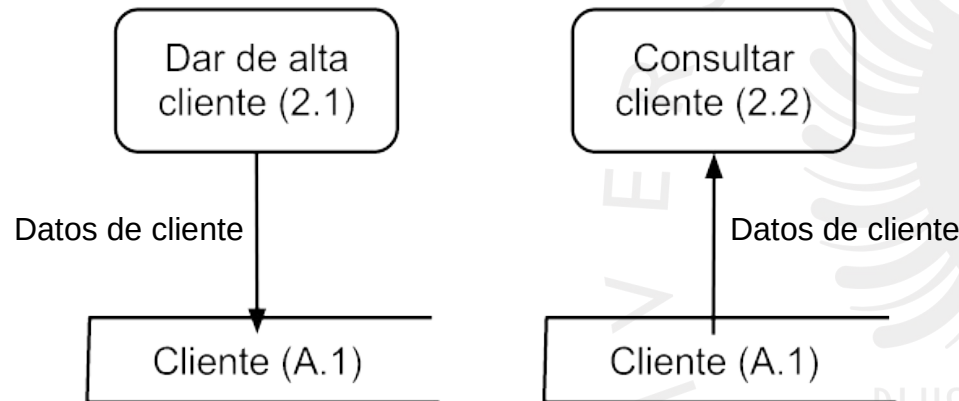 Dar de alta
cliente (2.1)
Consultar
cliente (2.2)
Datos de cliente
Datos de cliente
Cliente (A.1)
Cliente (A.1)